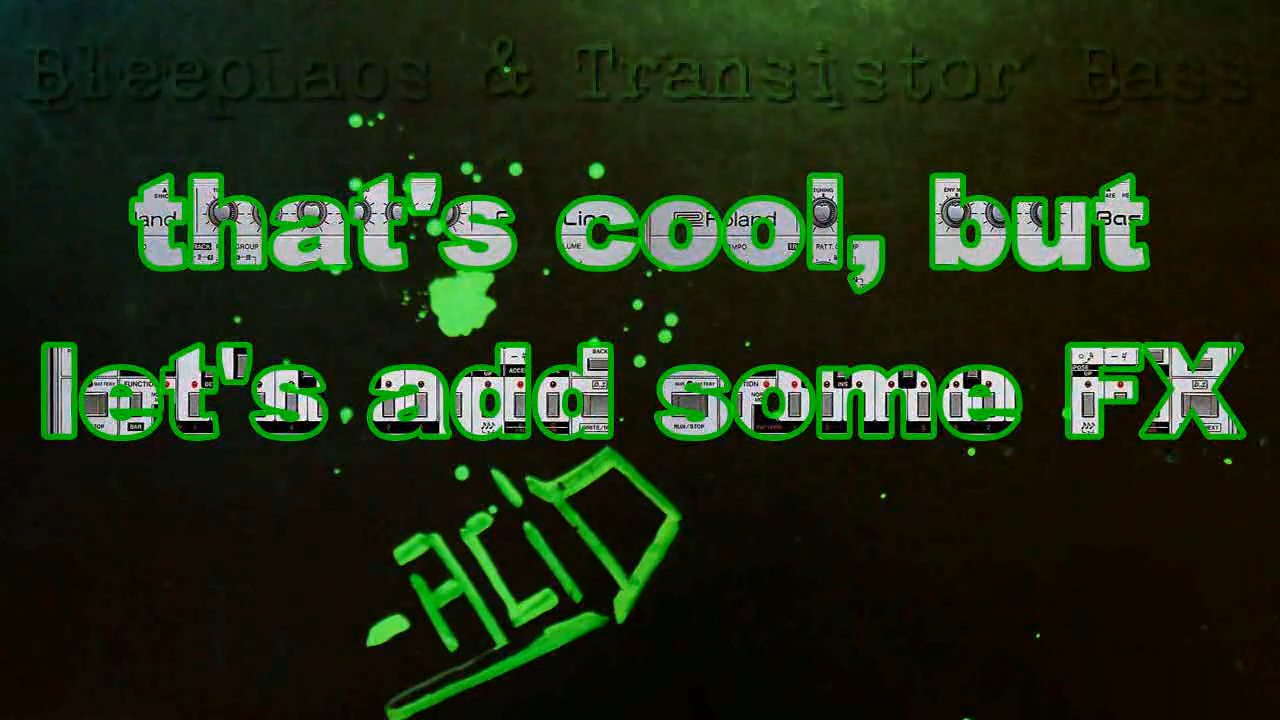 BleepLabs & Transistor Bass
that's cool, but
let's add some FX
-ACiD